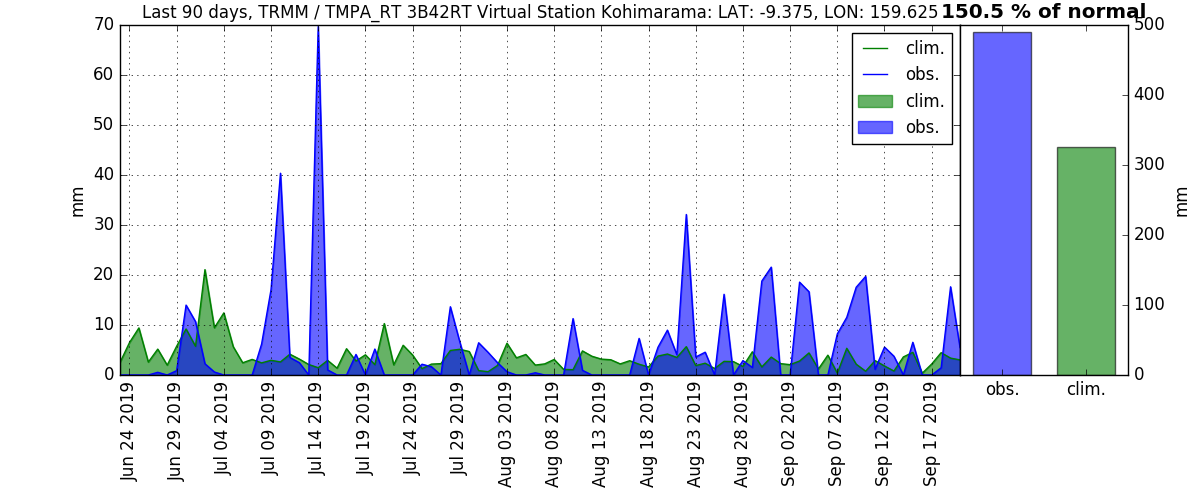 Last 90 days, TRMM / TMPA_RT 3B42RT Virtual Station Kohimarama: LAT: -9.375, LON: 159.625
150.5 % of normal
70
60
50
40
30
20
10
0
mm
clim.
obs.
clim.
obs.
Jun 24 2019
Jun 29 2019
Jul 04 2019
Jul 09 2019
Jul 14 2019
Jul 19 2019
Jul 24 2019
Jul 29 2019
Aug 03 2019
Aug 08 2019
Aug 13 2019
Aug 18 2019
Aug 23 2019
Aug 28 2019
Sep 02 2019
Sep 07 2019
Sep 12 2019
Sep 17 2019
500
400
300
200
100
0
mm
obs.
clim.